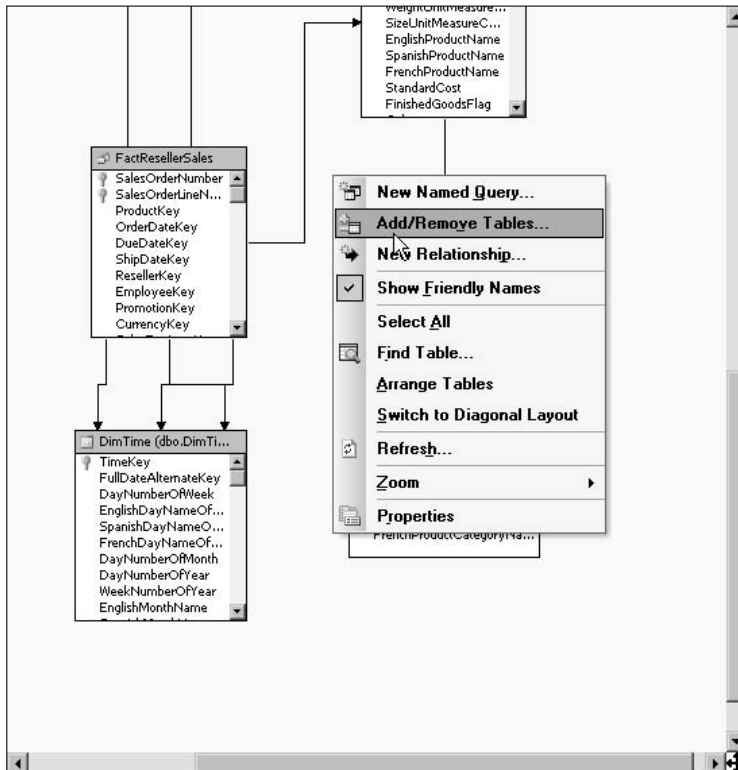 WeightUnitMeasure...
SizeUnitMeasureC...
EnglishProductName
SpanishProductName
FrenchProductName
StandardCost
FinishedGoodsFlag
FactResellerSales
SalesOrderNumber
SalesOrderLineN...
ProductKey
OrderDateKey
DueDateKey
ShipDateKey
ResellerKey
EmployeeKey
PromotionKey
CurrencyKey
New Named Query...
Add/Remove Tables...
New Relationship...
Show Friendly Names
Select All
Find Table...
Arrange Tables
Switch to Diagonal Layout
Refresh...
Zoom
Properties
FrenchProductCategoryNa...
DimTime (dbo.DimTi...
TimeKey
FullDateAlternateKey
DayNumberOfWeek
EnglishDayNameOf...
SpanishDayNameO...
FrenchDayNameOf...
DayNumberOfMonth
DayNumberOfYear
WeekNumberOfYear
EnglishMonthName